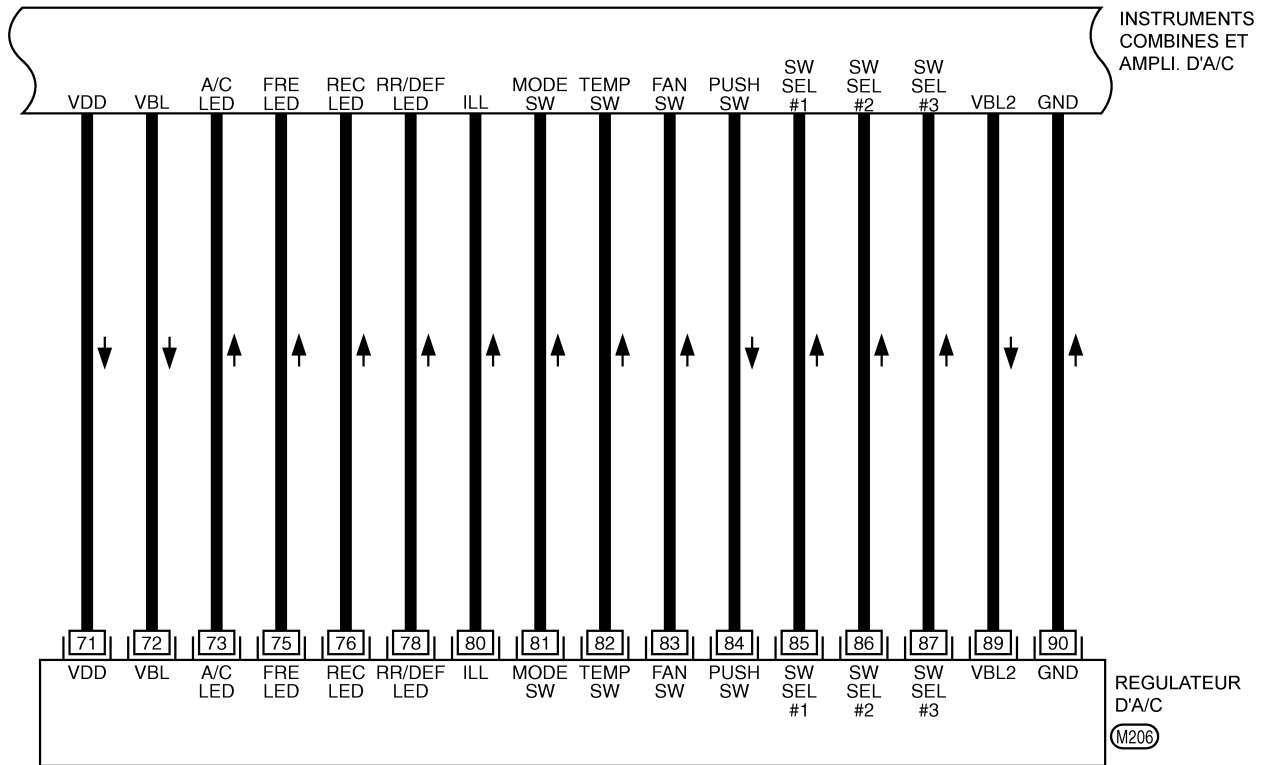 INSTRUMENTS
COMBINES ET
AMPLI. D'A/C
VDD
VBL
A/C
LED
FRE
LED
REC
LED
RR/DEF
LED
ILL
MODE
SW
TEMP
SW
FAN
SW
PUSH
SW
SW
SEL
#1
SW
SEL
#2
SW
SEL
#3
VBL2
GND
71
72
73
75
76
78
80
81
82
83
84
85
86
87
89
90
VDD
VBL
A/C
LED
FRE
LED
REC
LED
RR/DEF
LED
ILL
MODE
SW
TEMP
SW
FAN
SW
PUSH
SW
SW
SEL
#1
SW
SEL
#2
SW
SEL
#3
VBL2
GND
REGULATEUR
D'A/C
M206